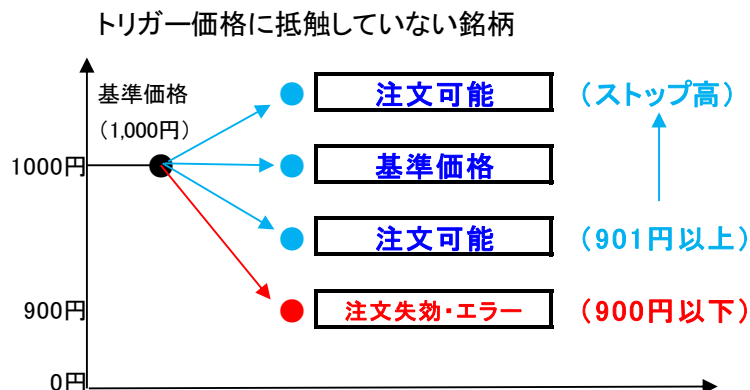 トリガー価格に抵触していない銘柄
基準価格
（1,000円）
注文可能 （ストップ高）
1000円 基準価格
注文可能 （901円以上）
900円 注文失効・エラー （900円以下）
0円